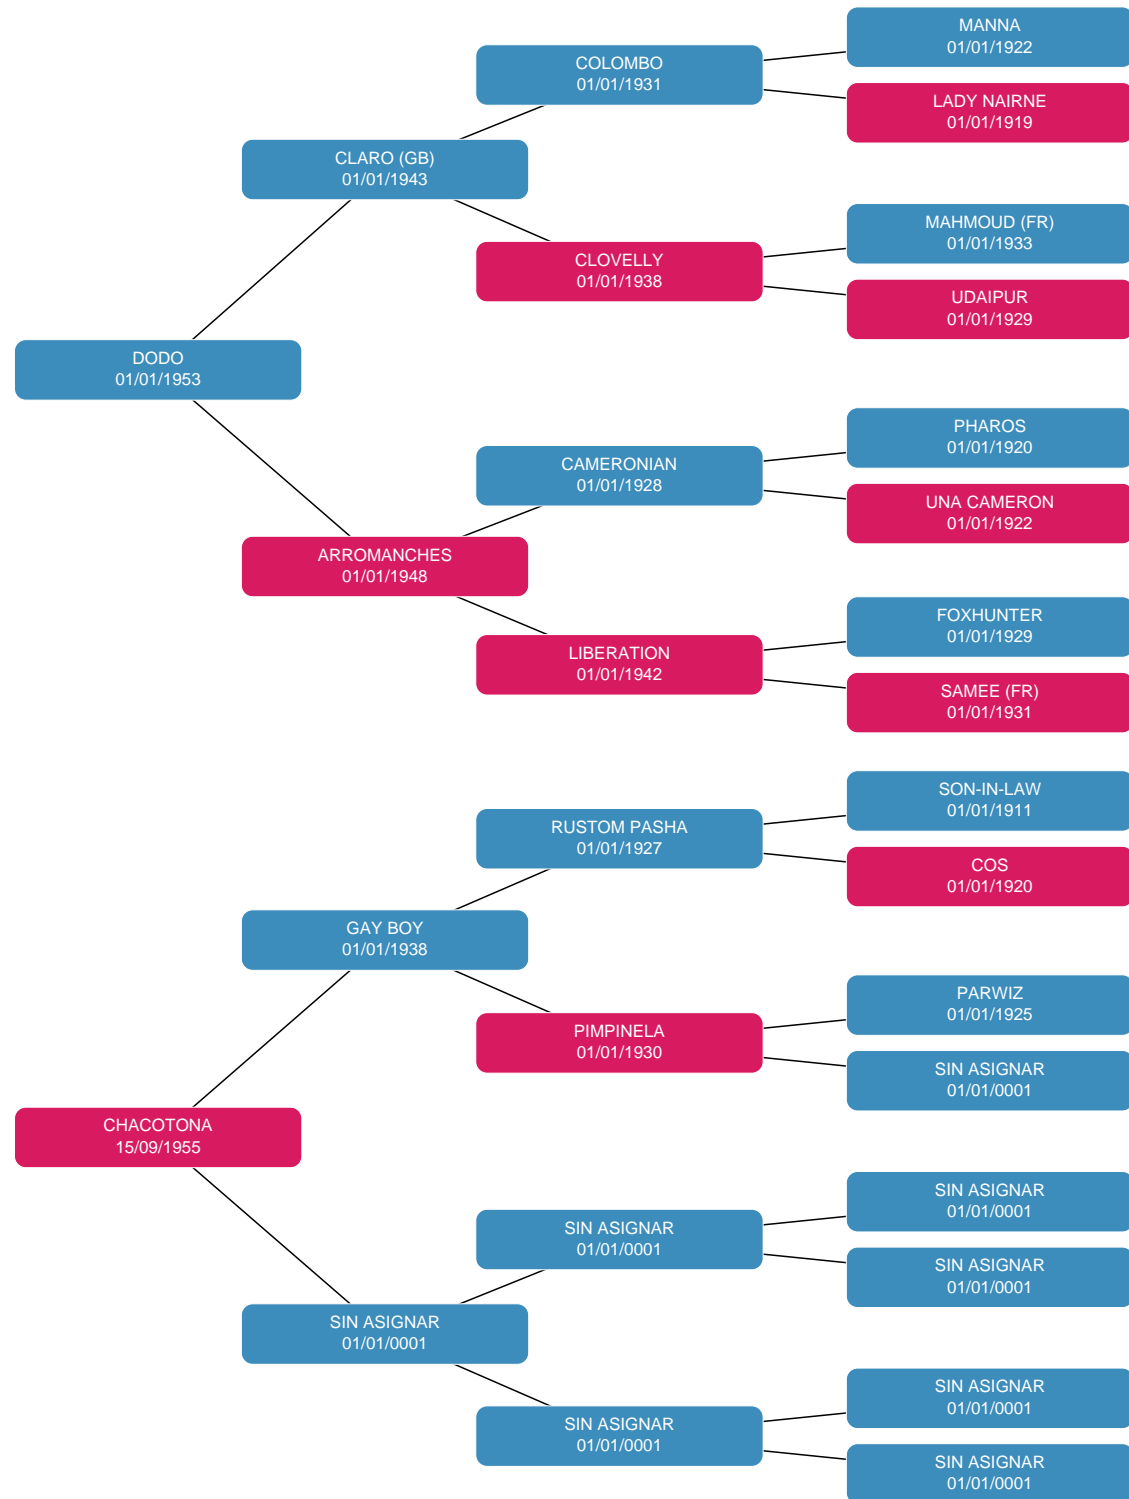 MANNA
01/01/1922
COLOMBO
01/01/1931
LADY NAIRNE
01/01/1919
CLARO (GB)
01/01/1943
MAHMOUD (FR)
01/01/1933
CLOVELLY
01/01/1938
UDAIPUR
01/01/1929
DODO
01/01/1953
PHAROS
01/01/1920
CAMERONIAN
01/01/1928
UNA CAMERON
01/01/1922
ARROMANCHES
01/01/1948
FOXHUNTER
01/01/1929
LIBERATION
01/01/1942
SAMEE (FR)
01/01/1931
SON-IN-LAW
01/01/1911
RUSTOM PASHA
01/01/1927
COS
01/01/1920
GAY BOY
01/01/1938
PARWIZ
01/01/1925
PIMPINELA
01/01/1930
SIN ASIGNAR
01/01/0001
CHACOTONA
15/09/1955
SIN ASIGNAR
01/01/0001
SIN ASIGNAR
01/01/0001
SIN ASIGNAR
01/01/0001
SIN ASIGNAR
01/01/0001
SIN ASIGNAR
01/01/0001
SIN ASIGNAR
01/01/0001
SIN ASIGNAR
01/01/0001